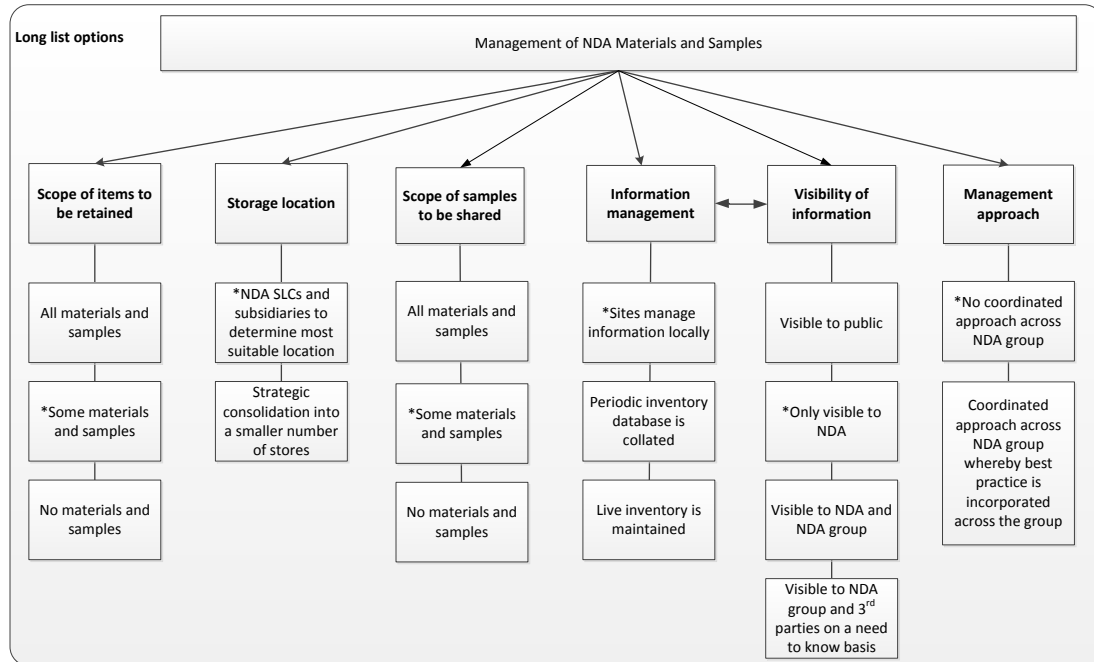 Long list options
Management of NDA Materials and Samples
Scope of items to
be retained
Storage location
Scope of samples
to be shared
Information
management
Visibility of
information
Management
approach
All materials and
samples
*Some materials
and samples
No materials and
samples
*NDA SLCs and
subsidiaries to
determine most
suitable location
Strategic
consolidation into
a smaller number
of stores
All materials and
samples
*Some materials
and samples
No materials and
samples
*Sites manage
information locally
Periodic inventory
database is
collated
Live inventory is
maintained
Visible to public
*Only visible to
NDA
Visible to NDA and
NDA group
Visible to NDA
group and 3rd
parties on a need
to know basis
*No coordinated
approach across
NDA group
Coordinated
approach across
NDA group
whereby best
practice is
incorporated
across the group